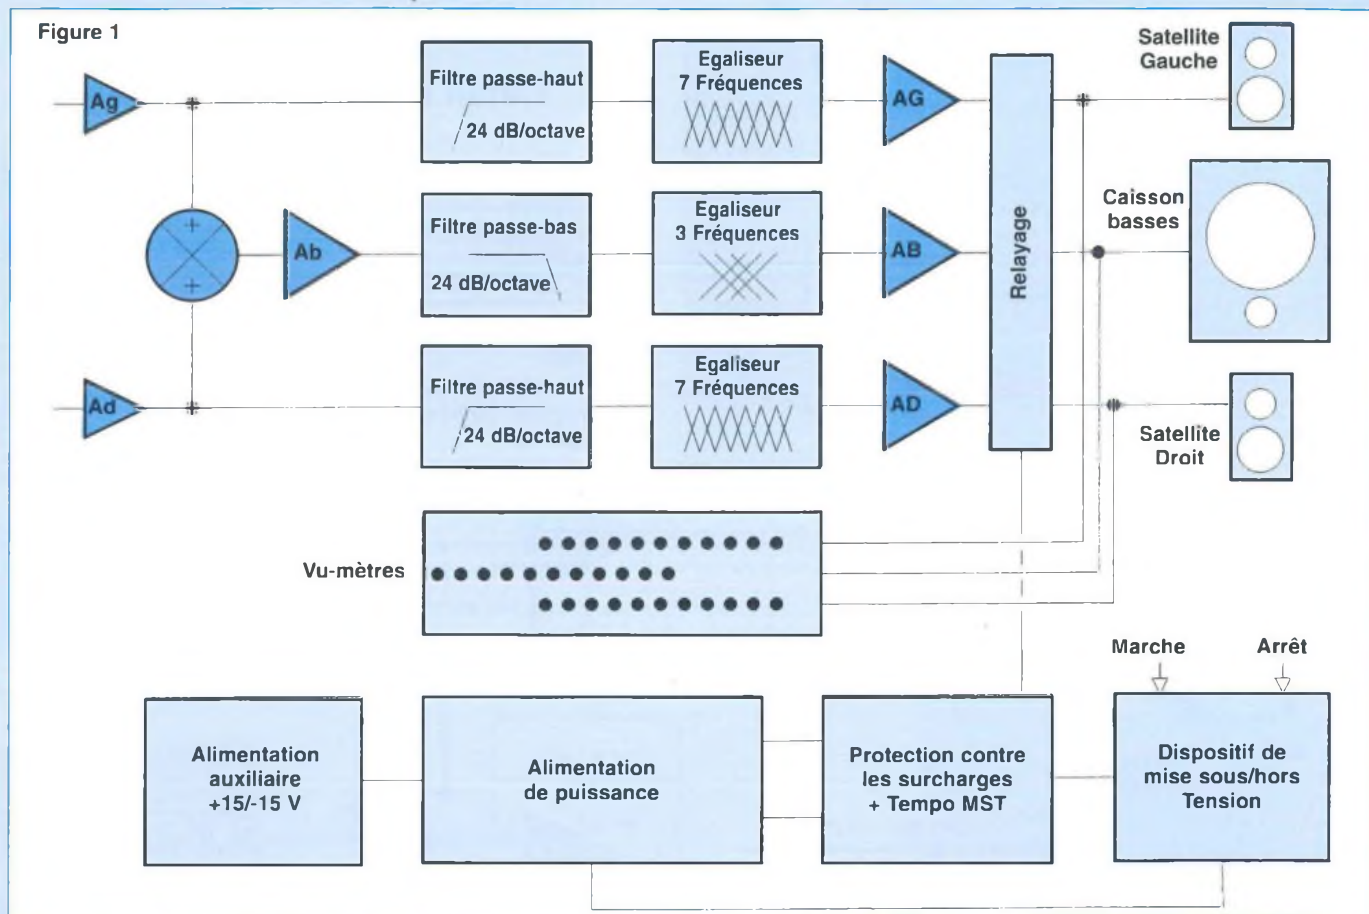 Figure 1
Ag
Filtre passe-haut
24 dB/octave
Egaliseur
7 Fréquences
AG
Satellite
Gauche
+
+
Ab
Filtre passe-bas
24 dB/octave
Egaliseur
3 Fréquences
AB
Relayage
Caisson
basses
Ad
Filtre passe-haut
24 dB/octave
Egaliseur
7 Fréquences
AD
Satellite
Droit
Vu-mètres
Marche
Arrêt
Alimentation
auxiliaire
+15/-15 V
Alimentation
de puissance
Protection contre
les surcharges
+ Tempo MST
Dispositif de
mise sous/hors
Tension